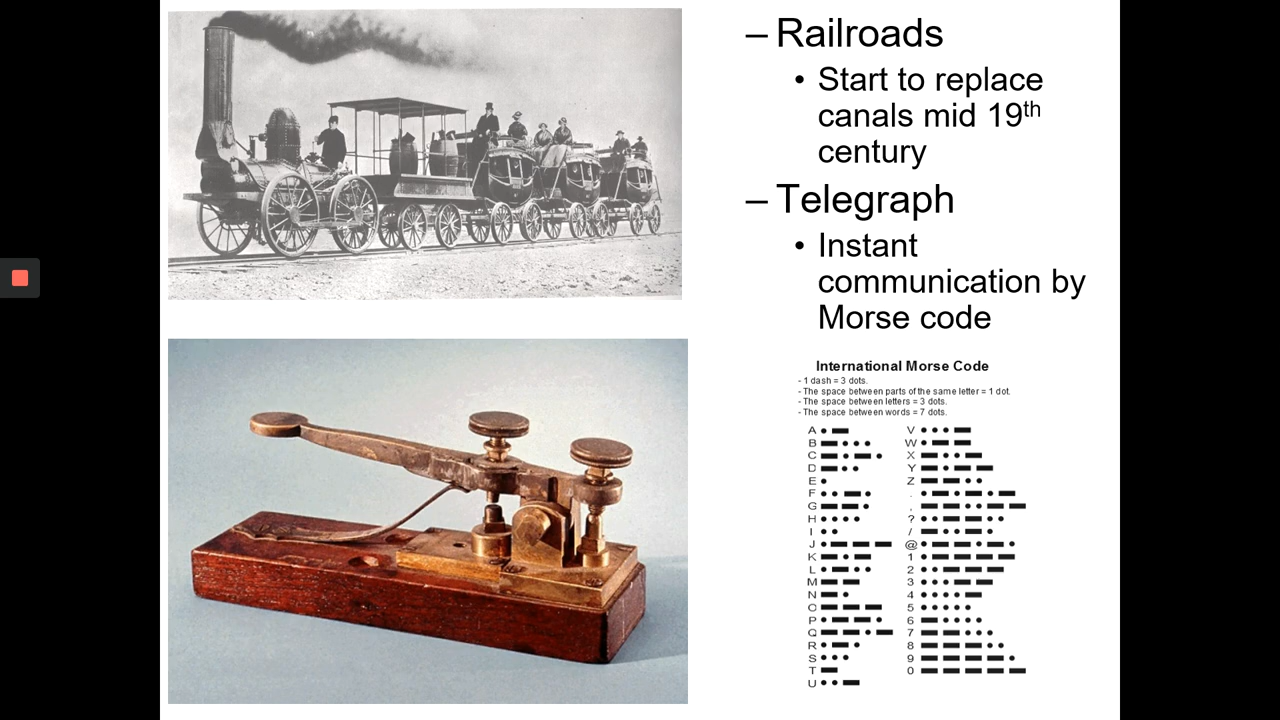 – Railroads
• Start to replace
canals mid 19th
century
– Telegraph
• Instant
communication by
Morse code
International Morse Code
- 1 dash = 3 dots.
- The space between parts of the same letter = 1 dot.
- The space between letters = 3 dots.
- The space between words = 7 dots.
A
B
C
D
E
F
G
H
I
J
K
L
M
N
O
P
Q
R
S
T
U
V
W
X
Y
Z
.
,
?
/
@
1
2
3
4
5
6
7
8
9
0